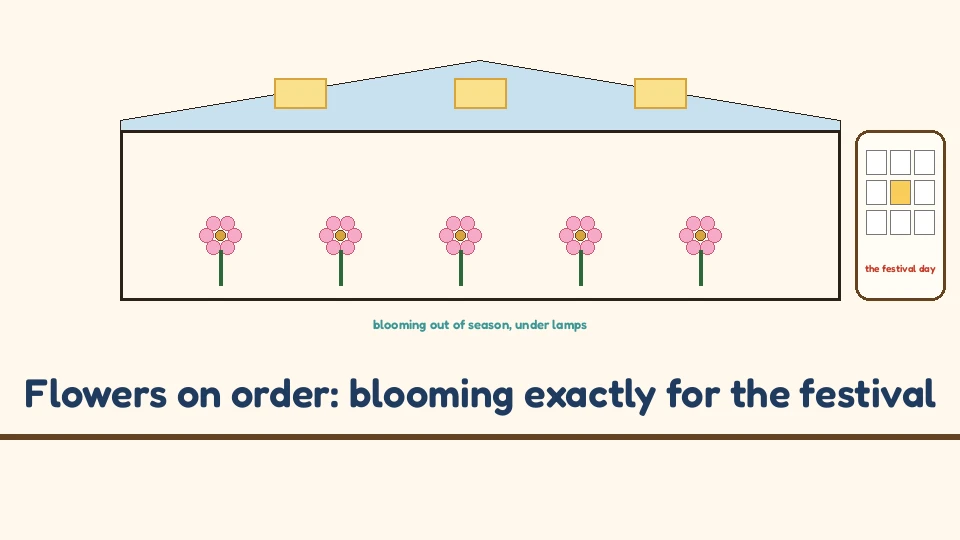 the festival day
blooming out of season, under lamps
Flowers on order: blooming exactly for the festival